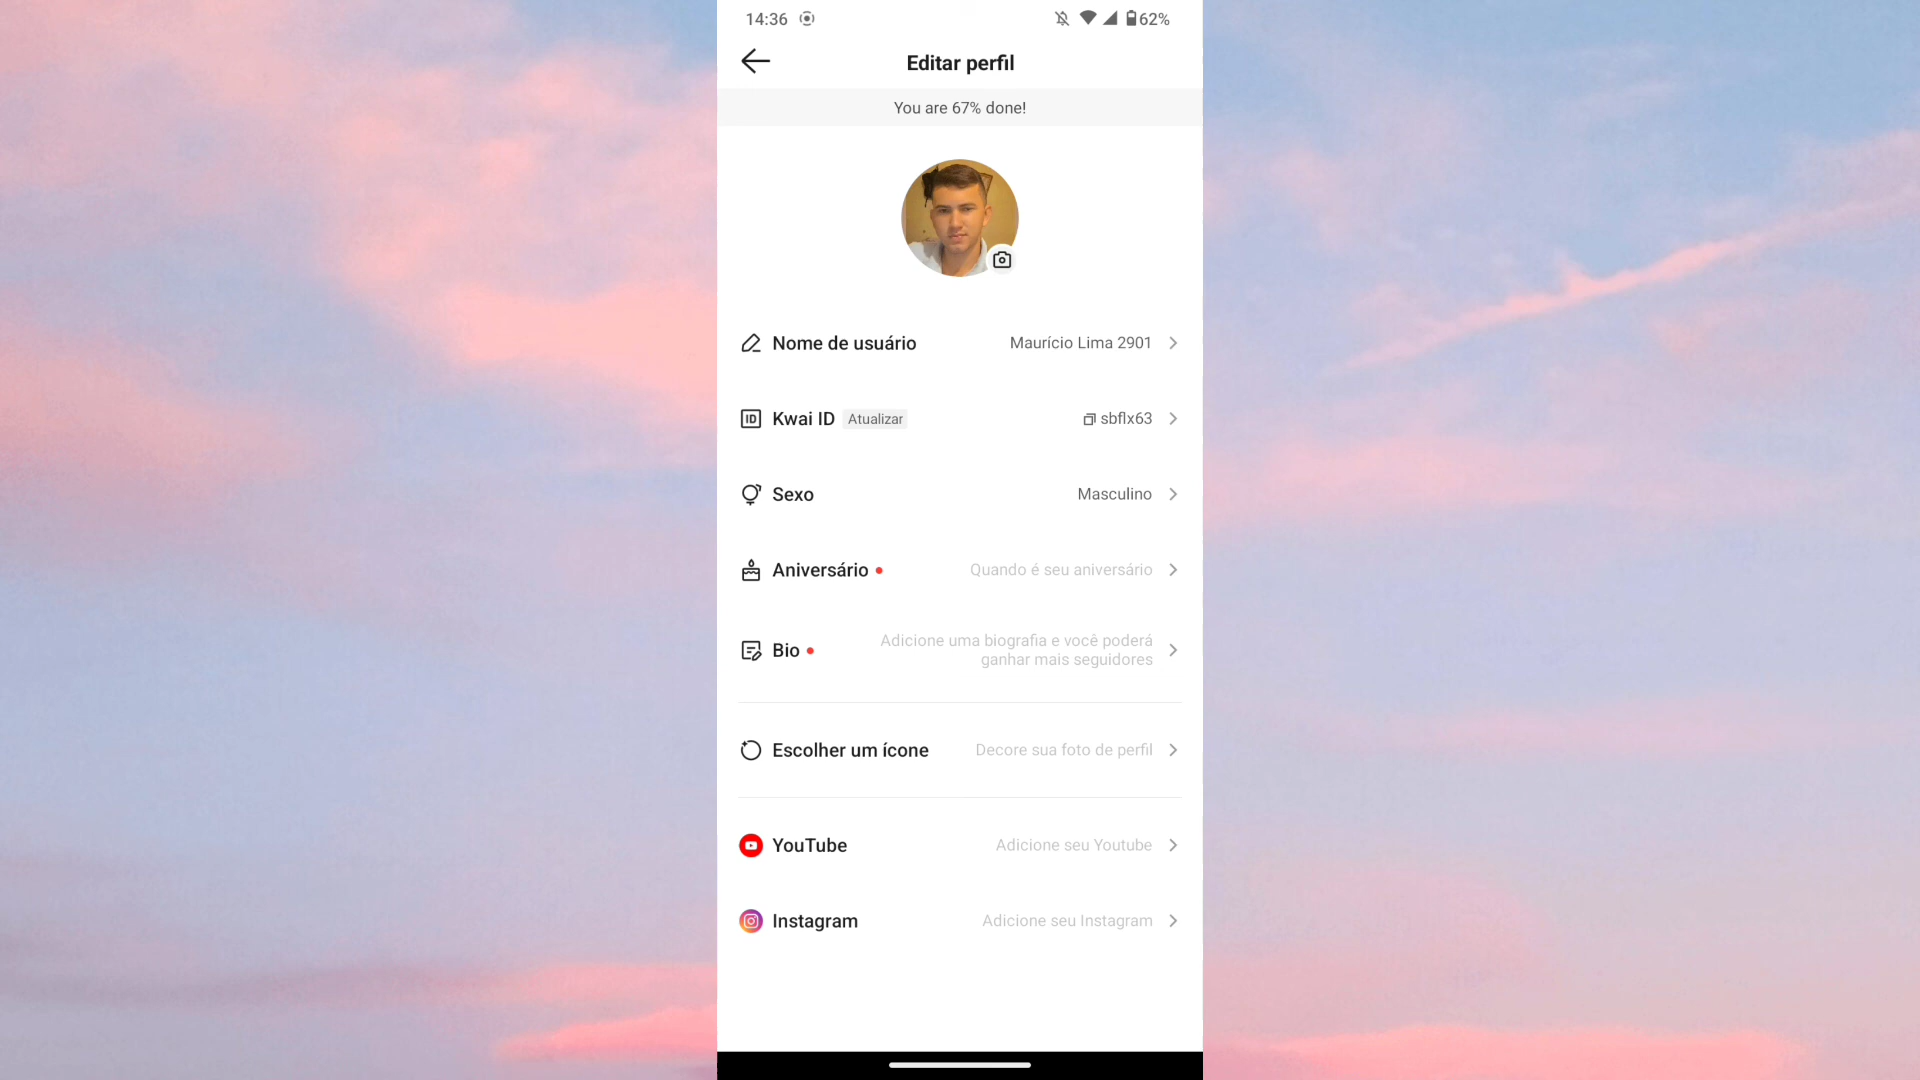 14:36 62%
Editar perfil
You are 67% done!
Nome de usuário Maurício Lima 2901
Kwai ID Atualizar sbflx63
Sexo Masculino
Aniversário Quando é seu aniversário
Bio Adicione uma biografia e você poderá
ganhar mais seguidores
Escolher um ícone Decore sua foto de perfil
YouTube Adicione seu Youtube
Instagram Adicione seu Instagram